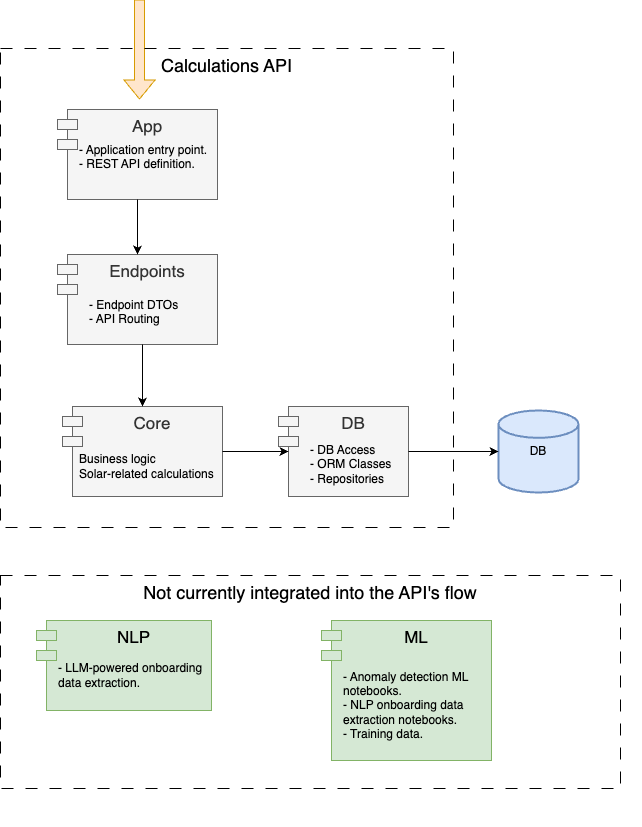 Calculations API
App
- Application entry point.
- REST API definition.
Endpoints
- Endpoint DTOs
- API Routing
Core
Business logic
Solar-related calculations
DB
- DB Access
- ORM Classes
- Repositories
DB
Not currently integrated into the API's flow
NLP
- LLM-powered onboarding
data extraction.
ML
- Anomaly detection ML
notebooks.
- NLP onboarding data
extraction notebooks.
- Training data.